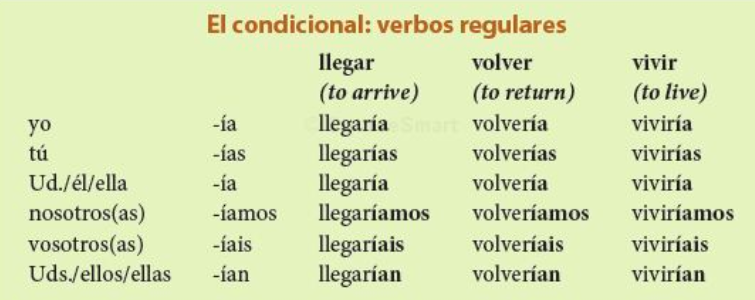 El condicional: verbos regulares
llegar volver vivir
(to arrive) (to return) (to live)
yo -ía llegaría volvería viviría
tú -ías llegarías volverías vivirías
Ud./él/ella -ía llegaría volvería viviría
nosotros(as) -íamos llegaríamos volveríamos viviríamos
vosotros(as) -íais llegaríais volveríais viviríais
Uds./ellos/ellas -ían llegarían volverían vivirían